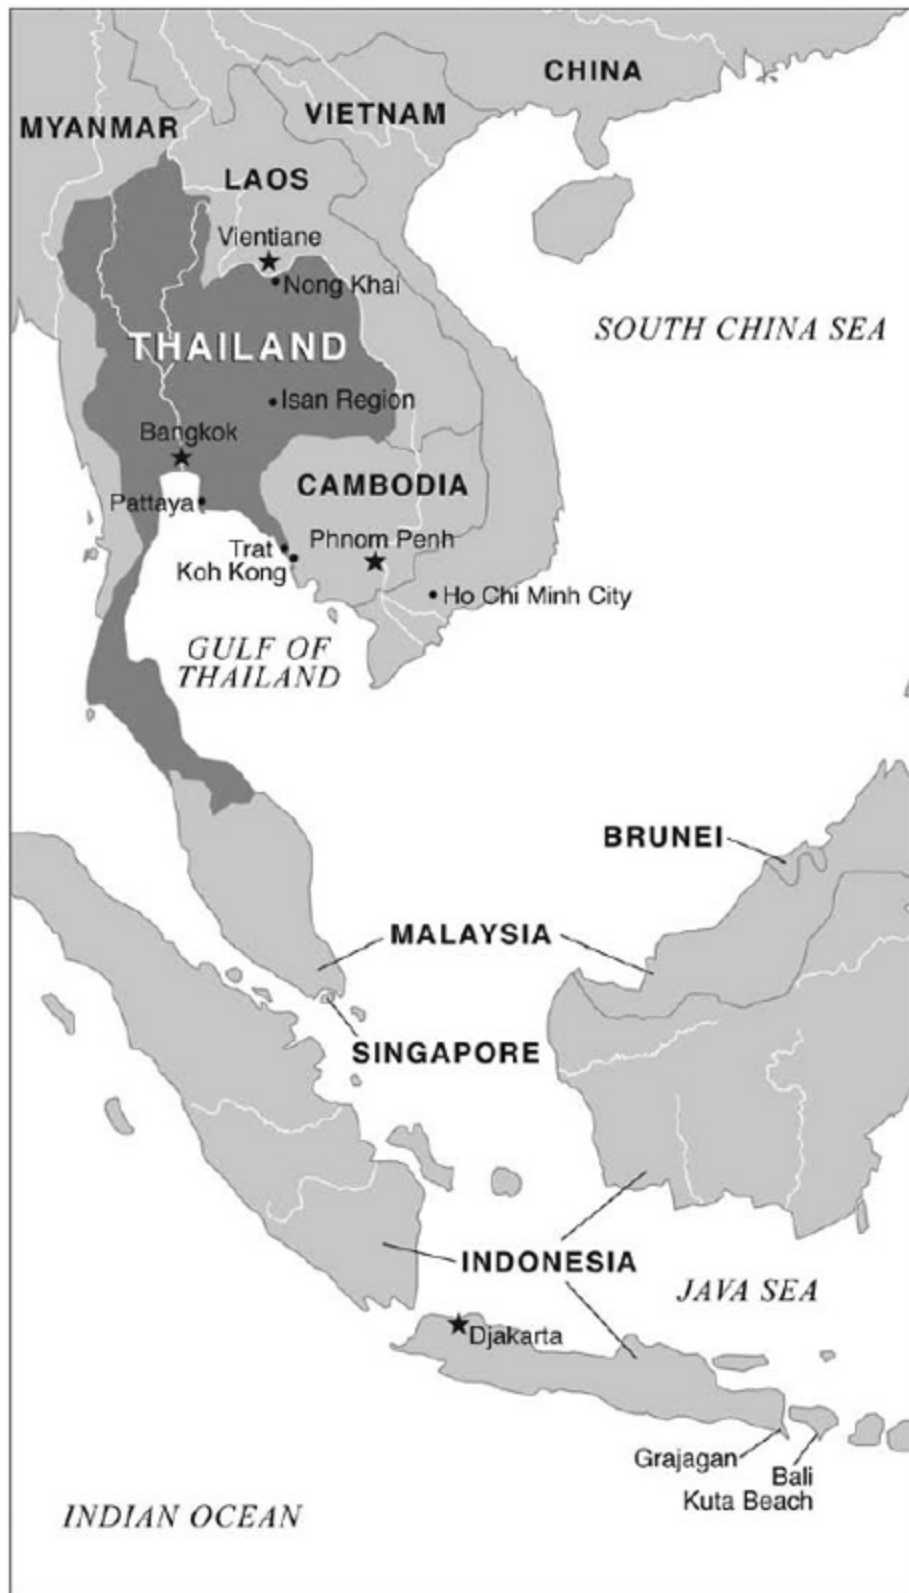 CHINA
VIETNAM
MYANMAR
LAOS
Vientiane
Nong Khai
SOUTH CHINA SEA
THAILAND
Isan Region
Bangkok
CAMBODIA
Pattaya
Phnom Penh
Trat
Koh Kong
Ho Chi Minh City
GULF OF
THAILAND
BRUNEI
MALAYSIA
SINGAPORE
INDONESIA
JAVA SEA
Djakarta
Grajagan
Bali
Kuta Beach
INDIAN OCEAN